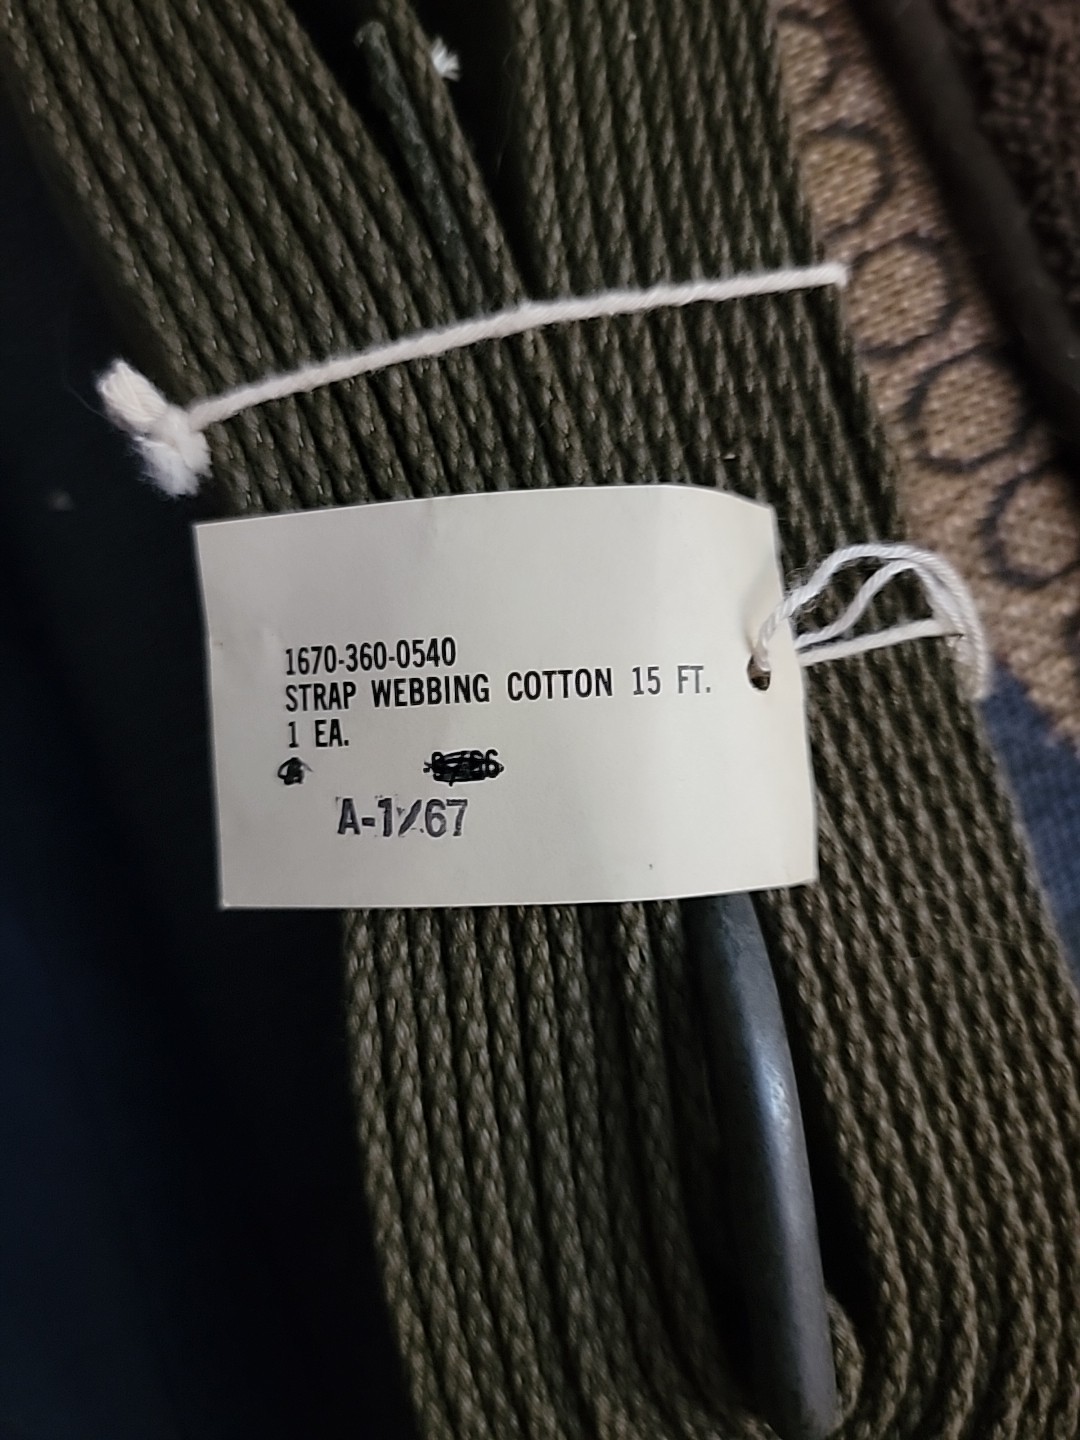 1670-360-0540
STRAP WEBBING COTTON 15 FT.
1 EA.
A-1/67